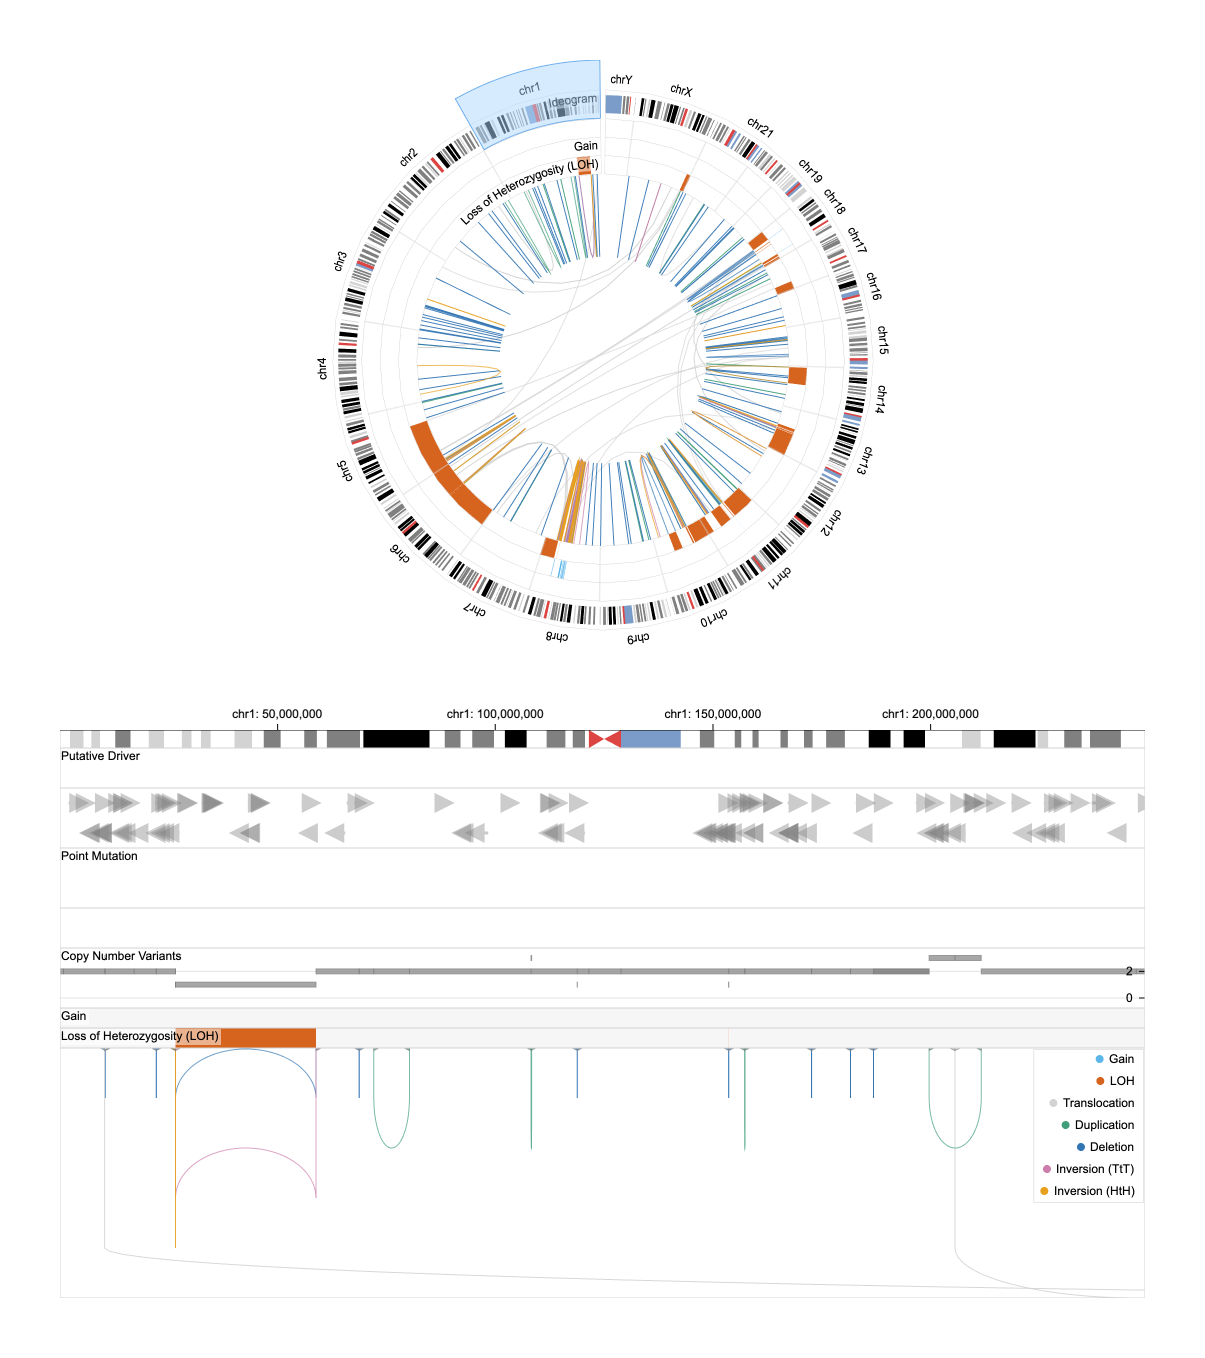 chrY
chrX
chr21
chr19
chr18
chr17
chr16
chr15
chr14
chr13
chr12
chr11
chr10
chr9
chr8
chr7
chr6
chr5
chr4
chr3
chr2
chr1
Ideogram
Gain
Loss of Heterozygosity (LOH)
chr1: 50,000,000
chr1: 100,000,000
chr1: 150,000,000
chr1: 200,000,000
Putative Driver
Point Mutation
Copy Number Variants
2
0
Gain
Loss of Heterozygosity (LOH)
Gain
LOH
Translocation
Duplication
Deletion
Inversion (TtT)
Inversion (HtH)